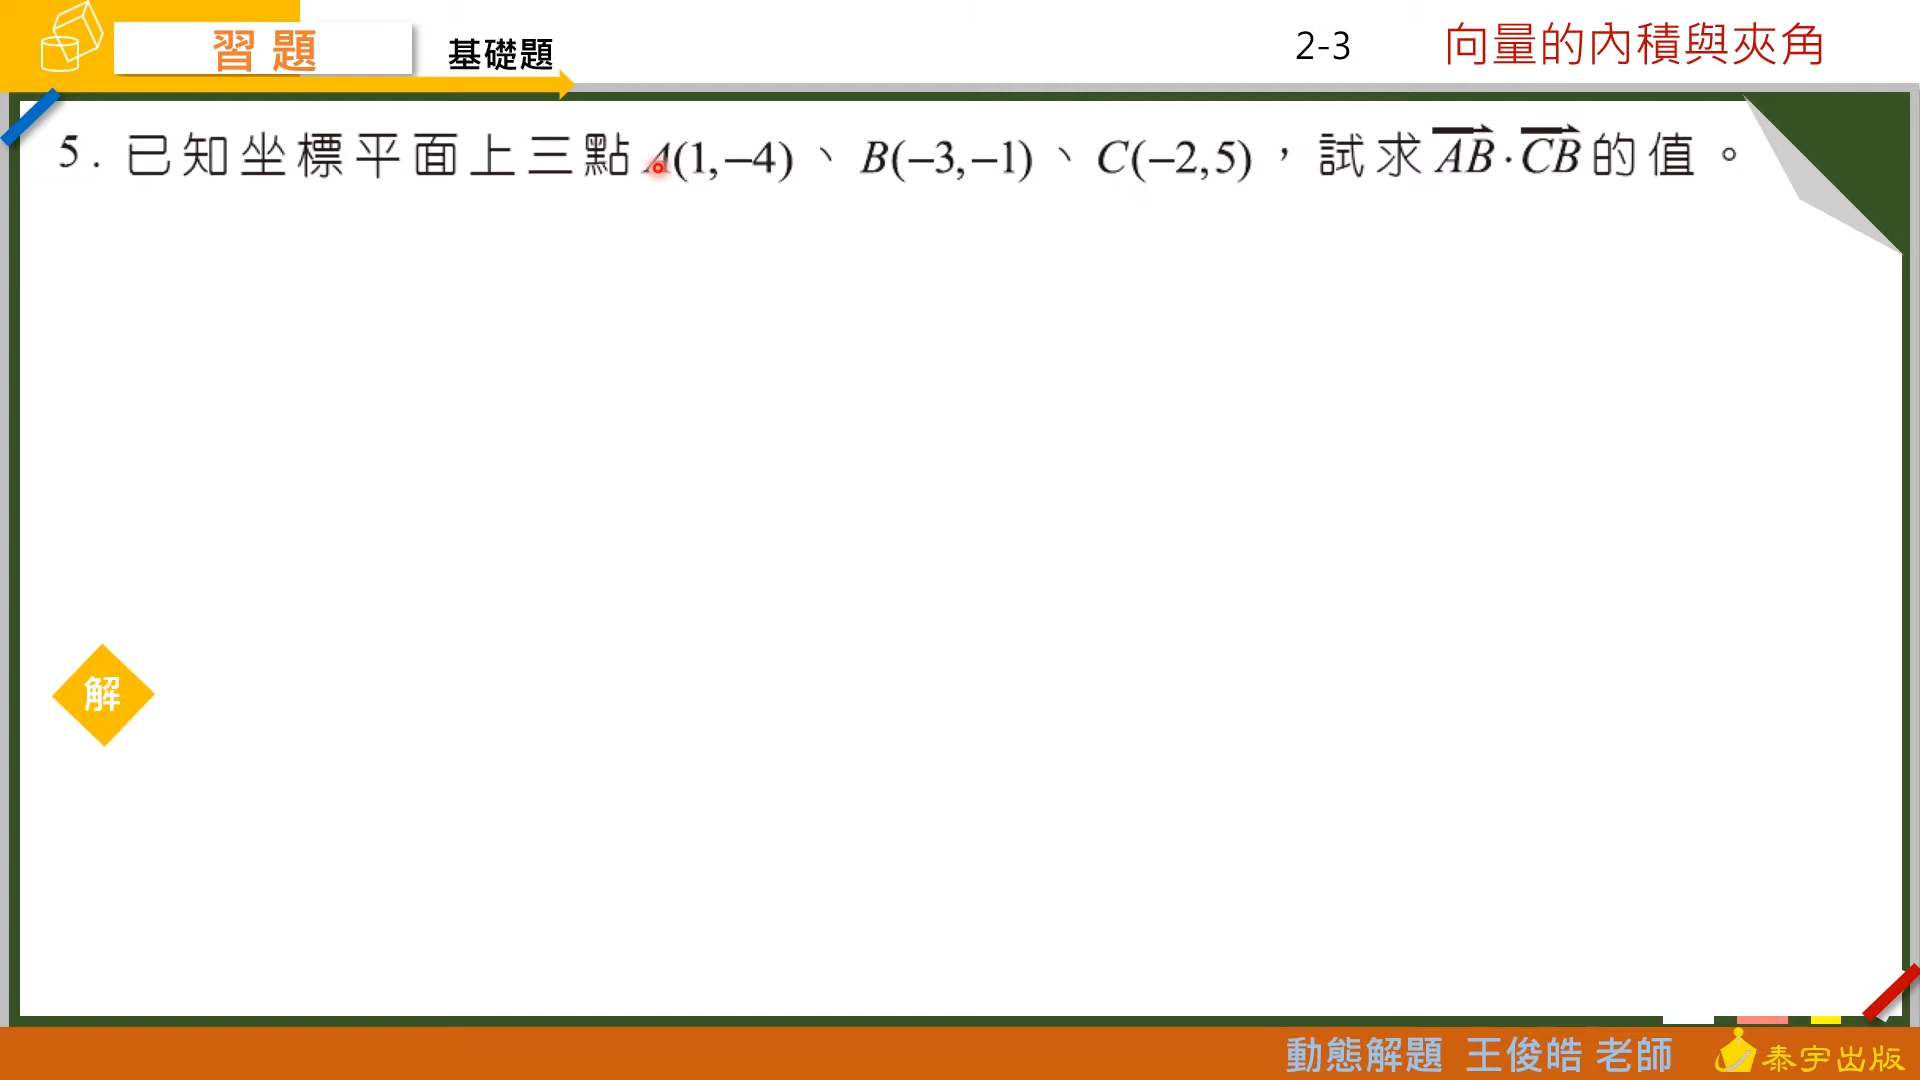 習題 基礎題 2-3 向量的內積與夾角
5. 已知坐標平面上三點A(1,−4)、B(−3,−1)、C(−2,5)，試求\overrightarrow{AB}·\overrightarrow{CB}的值。
解
動態解題 王俊皓 老師 泰宇出版